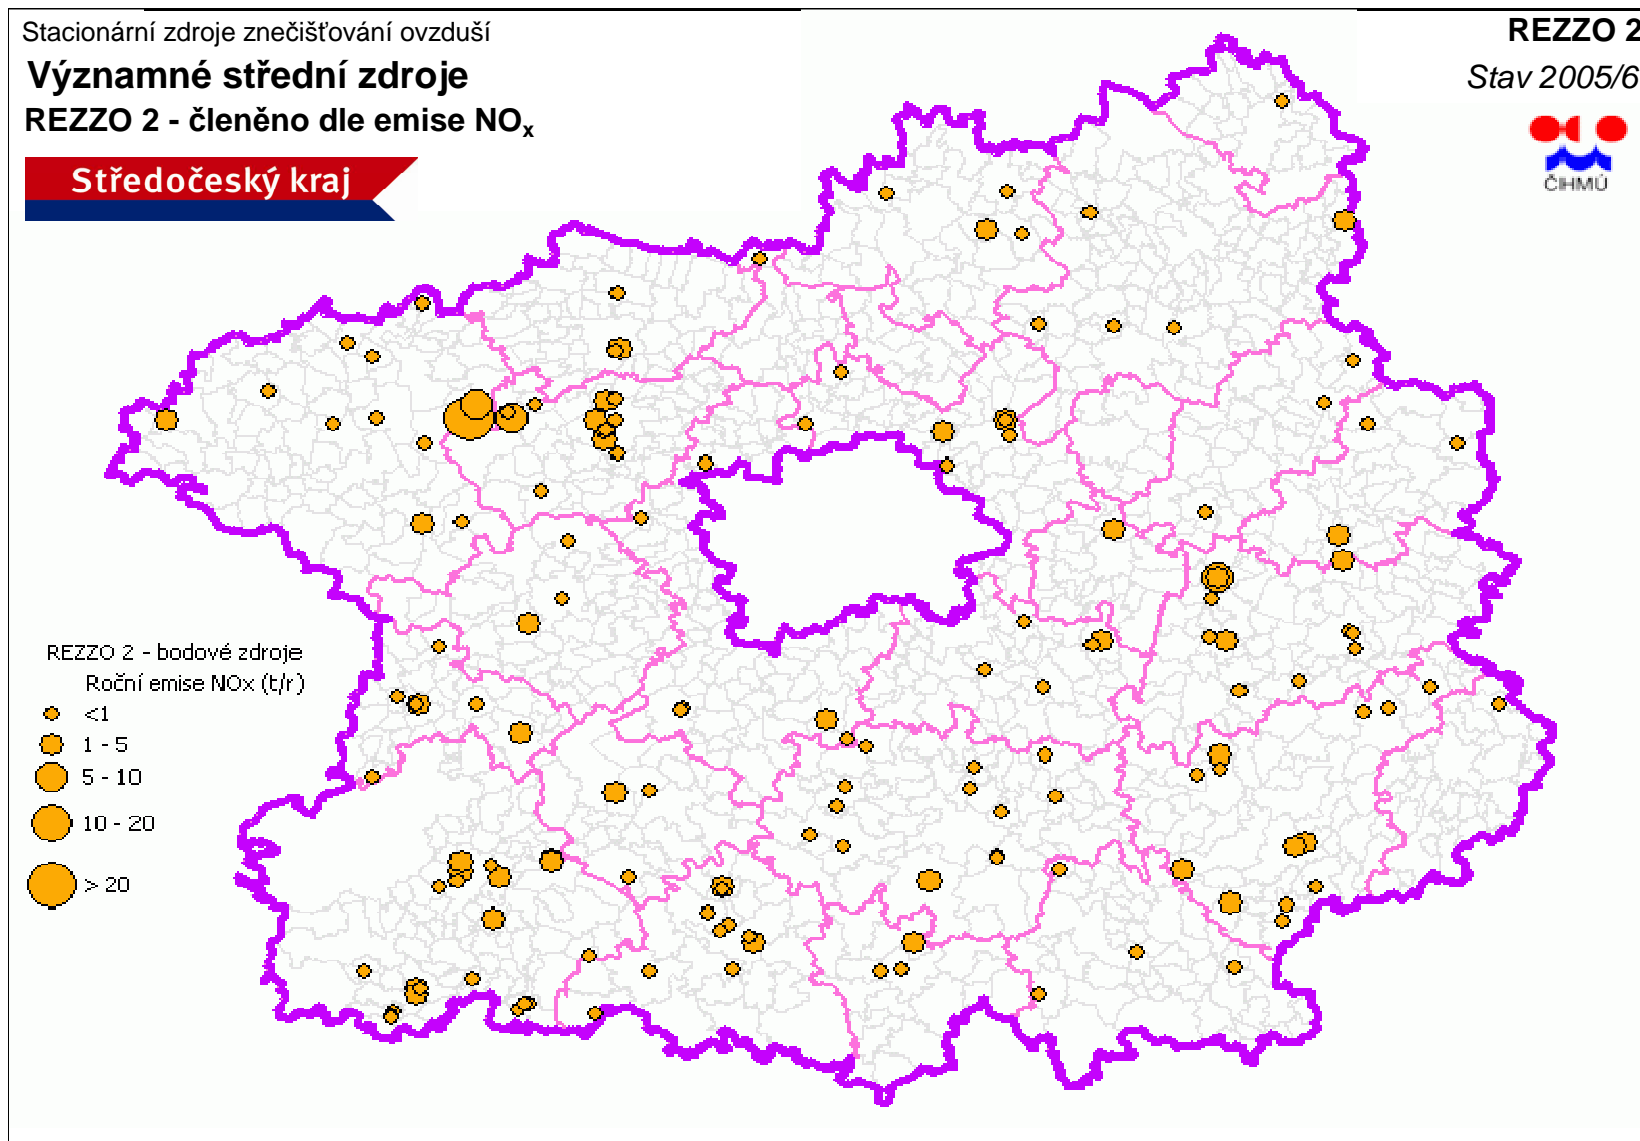 Stacionární zdroje znečišťování ovzduší
Významné střední zdroje
REZZO 2 - členěno dle emise NOx
Středočeský kraj
REZZO 2
Stav 2005/6
ČHMÚ
REZZO 2 - bodové zdroje
Roční emise NOx (t/r)
<1
1 - 5
5 - 10
10 - 20
> 20